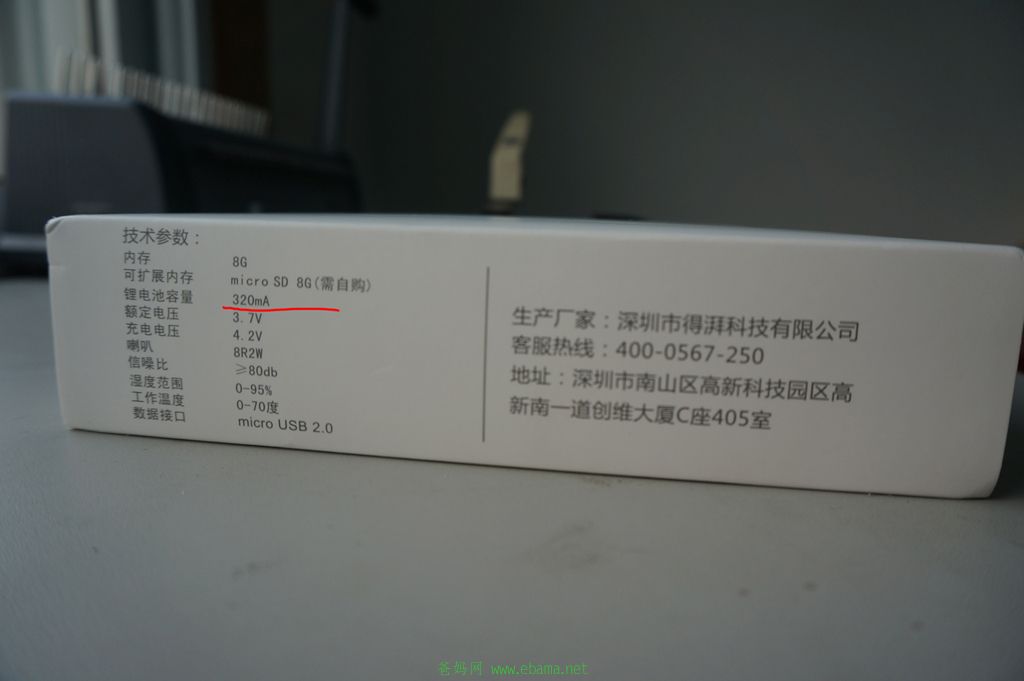 技术参数：
内存 8G
可扩展内存 micro SD 8G(需自购)
锂电池容量 320mA
额定电压 3.7V
充电电压 4.2V
喇叭 8R2W
信噪比 ≥80db
湿度范围 0-95%
工作温度 0-70度
数据接口 micro USB 2.0
生产厂家：深圳市得湃科技有限公司
客服热线：400-0567-250
地址：深圳市南山区高新科技园区高
新南一道创维大厦C座405室
爸妈网 www.ebama.net